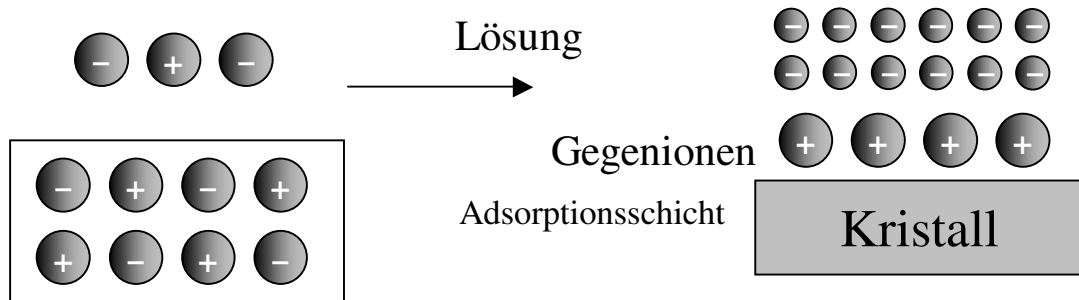 − − − − − −
− + −
Lösung
− − − − − −
Gegenionen
+ + + +
− + − +
Adsorptionsschicht
Kristall
+ − + −